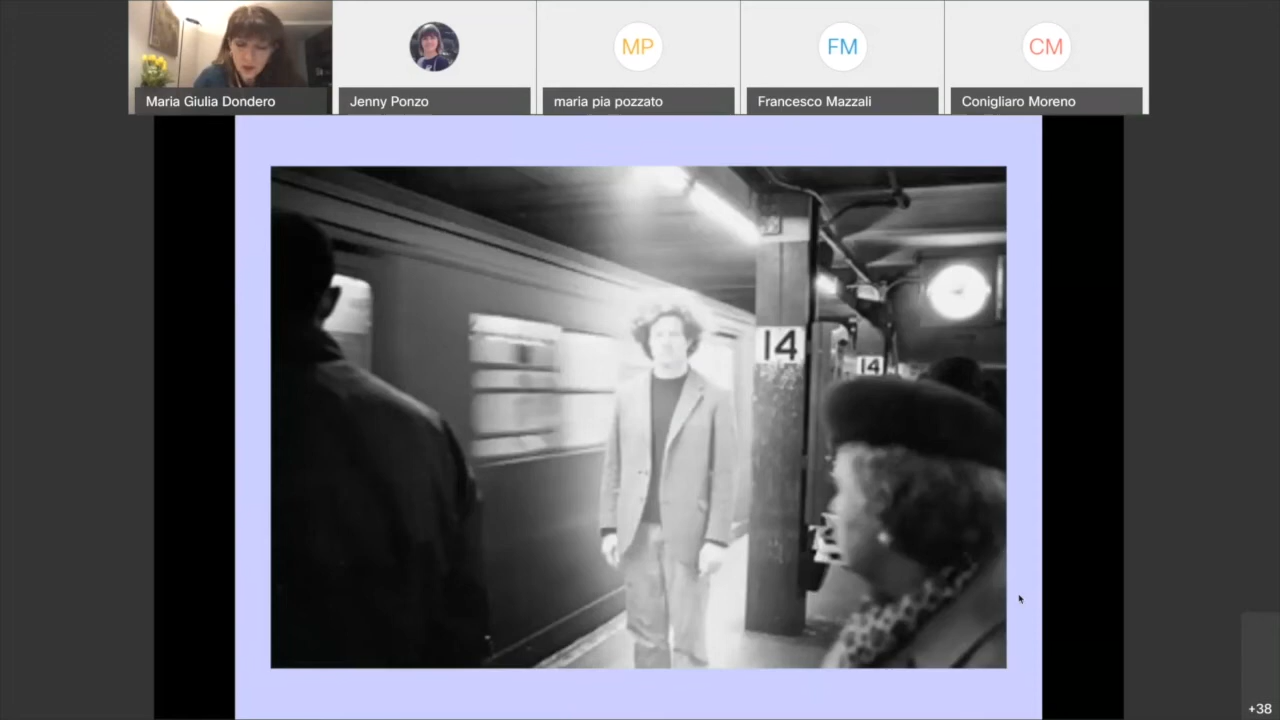 MP
FM
CM
Maria Giulia Dondero
Jenny Ponzo
maria pia pozzato
Francesco Mazzali
Conigliaro Moreno
14
14
+38